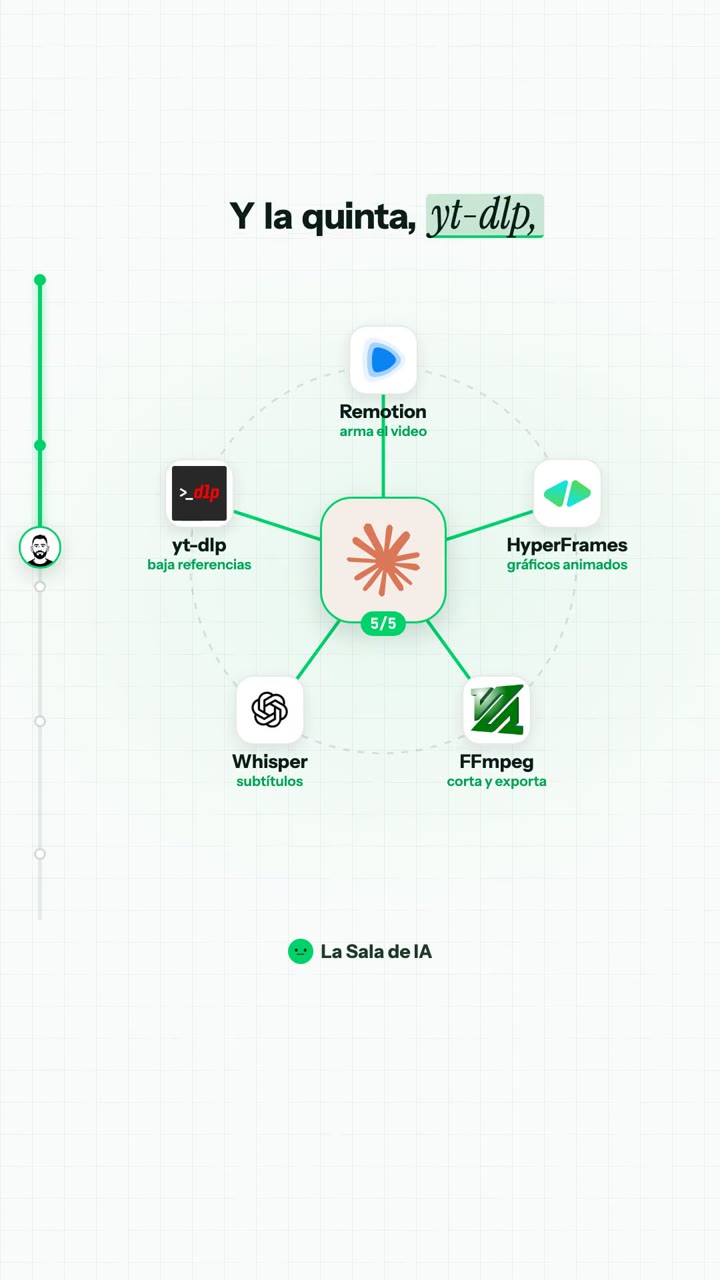 Y la quinta, yt-dlp,
Remotion
arma el video
>_dlp
yt-dlp
baja referencias
HyperFrames
gráficos animados
5/5
Whisper
subtítulos
FFmpeg
corta y exporta
La Sala de IA